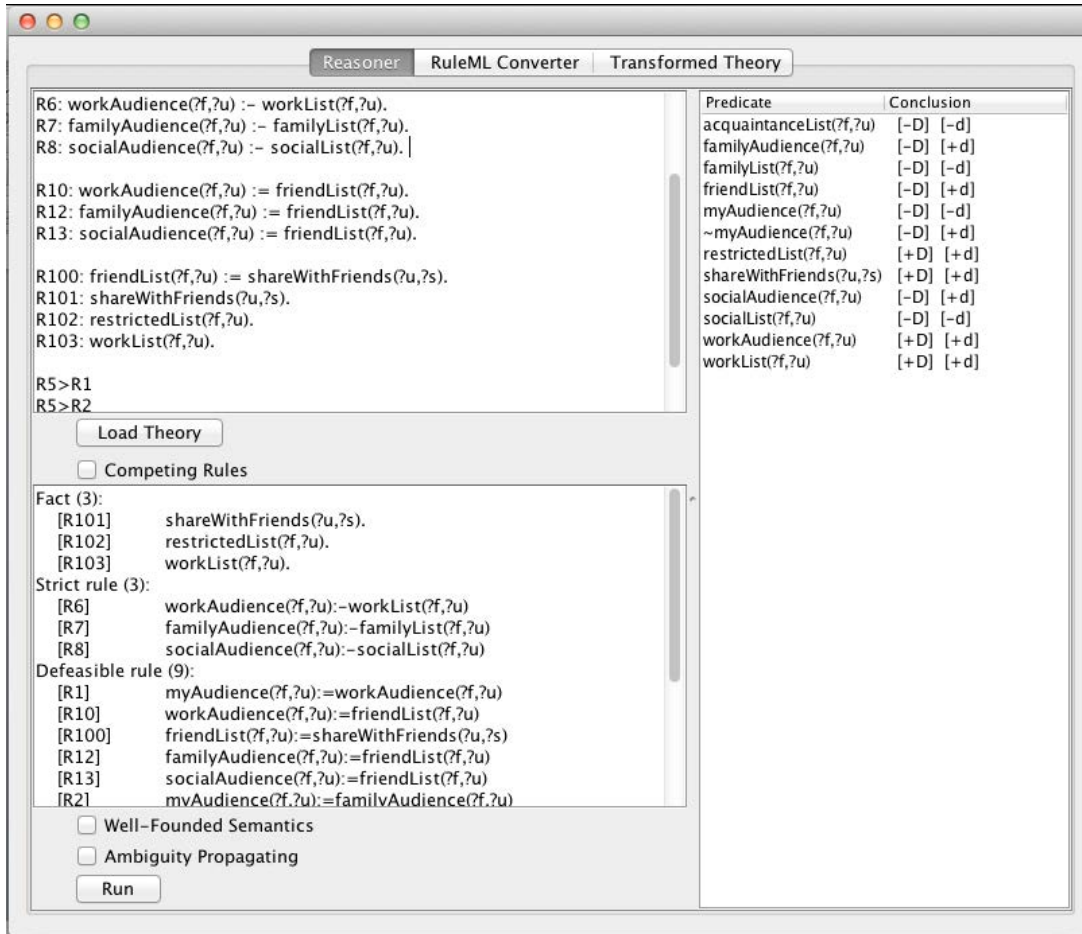 Reasoner RuleML Converter Transformed Theory
R6: workAudience(?f,?u) :- workList(?f,?u).
R7: familyAudience(?f,?u) :- familyList(?f,?u).
R8: socialAudience(?f,?u) :- socialList(?f,?u).
R10: workAudience(?f,?u) := friendList(?f,?u).
R12: familyAudience(?f,?u) := friendList(?f,?u).
R13: socialAudience(?f,?u) := friendList(?f,?u).
R100: friendList(?f,?u) := shareWithFriends(?u,?s).
R101: shareWithFriends(?u,?s).
R102: restrictedList(?f,?u).
R103: workList(?f,?u).
R5>R1
R5>R2
Load Theory
Competing Rules
Fact (3):
[R101] shareWithFriends(?u,?s).
[R102] restrictedList(?f,?u).
[R103] workList(?f,?u).
Strict rule (3):
[R6] workAudience(?f,?u):-workList(?f,?u)
[R7] familyAudience(?f,?u):-familyList(?f,?u)
[R8] socialAudience(?f,?u):-socialList(?f,?u)
Defeasible rule (9):
[R1] myAudience(?f,?u):=workAudience(?f,?u)
[R10] workAudience(?f,?u):=friendList(?f,?u)
[R100] friendList(?f,?u):=shareWithFriends(?u,?s)
[R12] familyAudience(?f,?u):=friendList(?f,?u)
[R13] socialAudience(?f,?u):=friendList(?f,?u)
[R2] myAudience(?f,?u):=familyAudience(?f,?u)
Well-Founded Semantics
Ambiguity Propagating
Run
Predicate Conclusion
acquaintanceList(?f,?u) [-D] [-d]
familyAudience(?f,?u) [-D] [+d]
familyList(?f,?u) [-D] [-d]
friendList(?f,?u) [-D] [+d]
myAudience(?f,?u) [-D] [-d]
~myAudience(?f,?u) [-D] [+d]
restrictedList(?f,?u) [+D] [+d]
shareWithFriends(?u,?s) [+D] [+d]
socialAudience(?f,?u) [-D] [+d]
socialList(?f,?u) [-D] [-d]
workAudience(?f,?u) [+D] [+d]
workList(?f,?u) [+D] [+d]